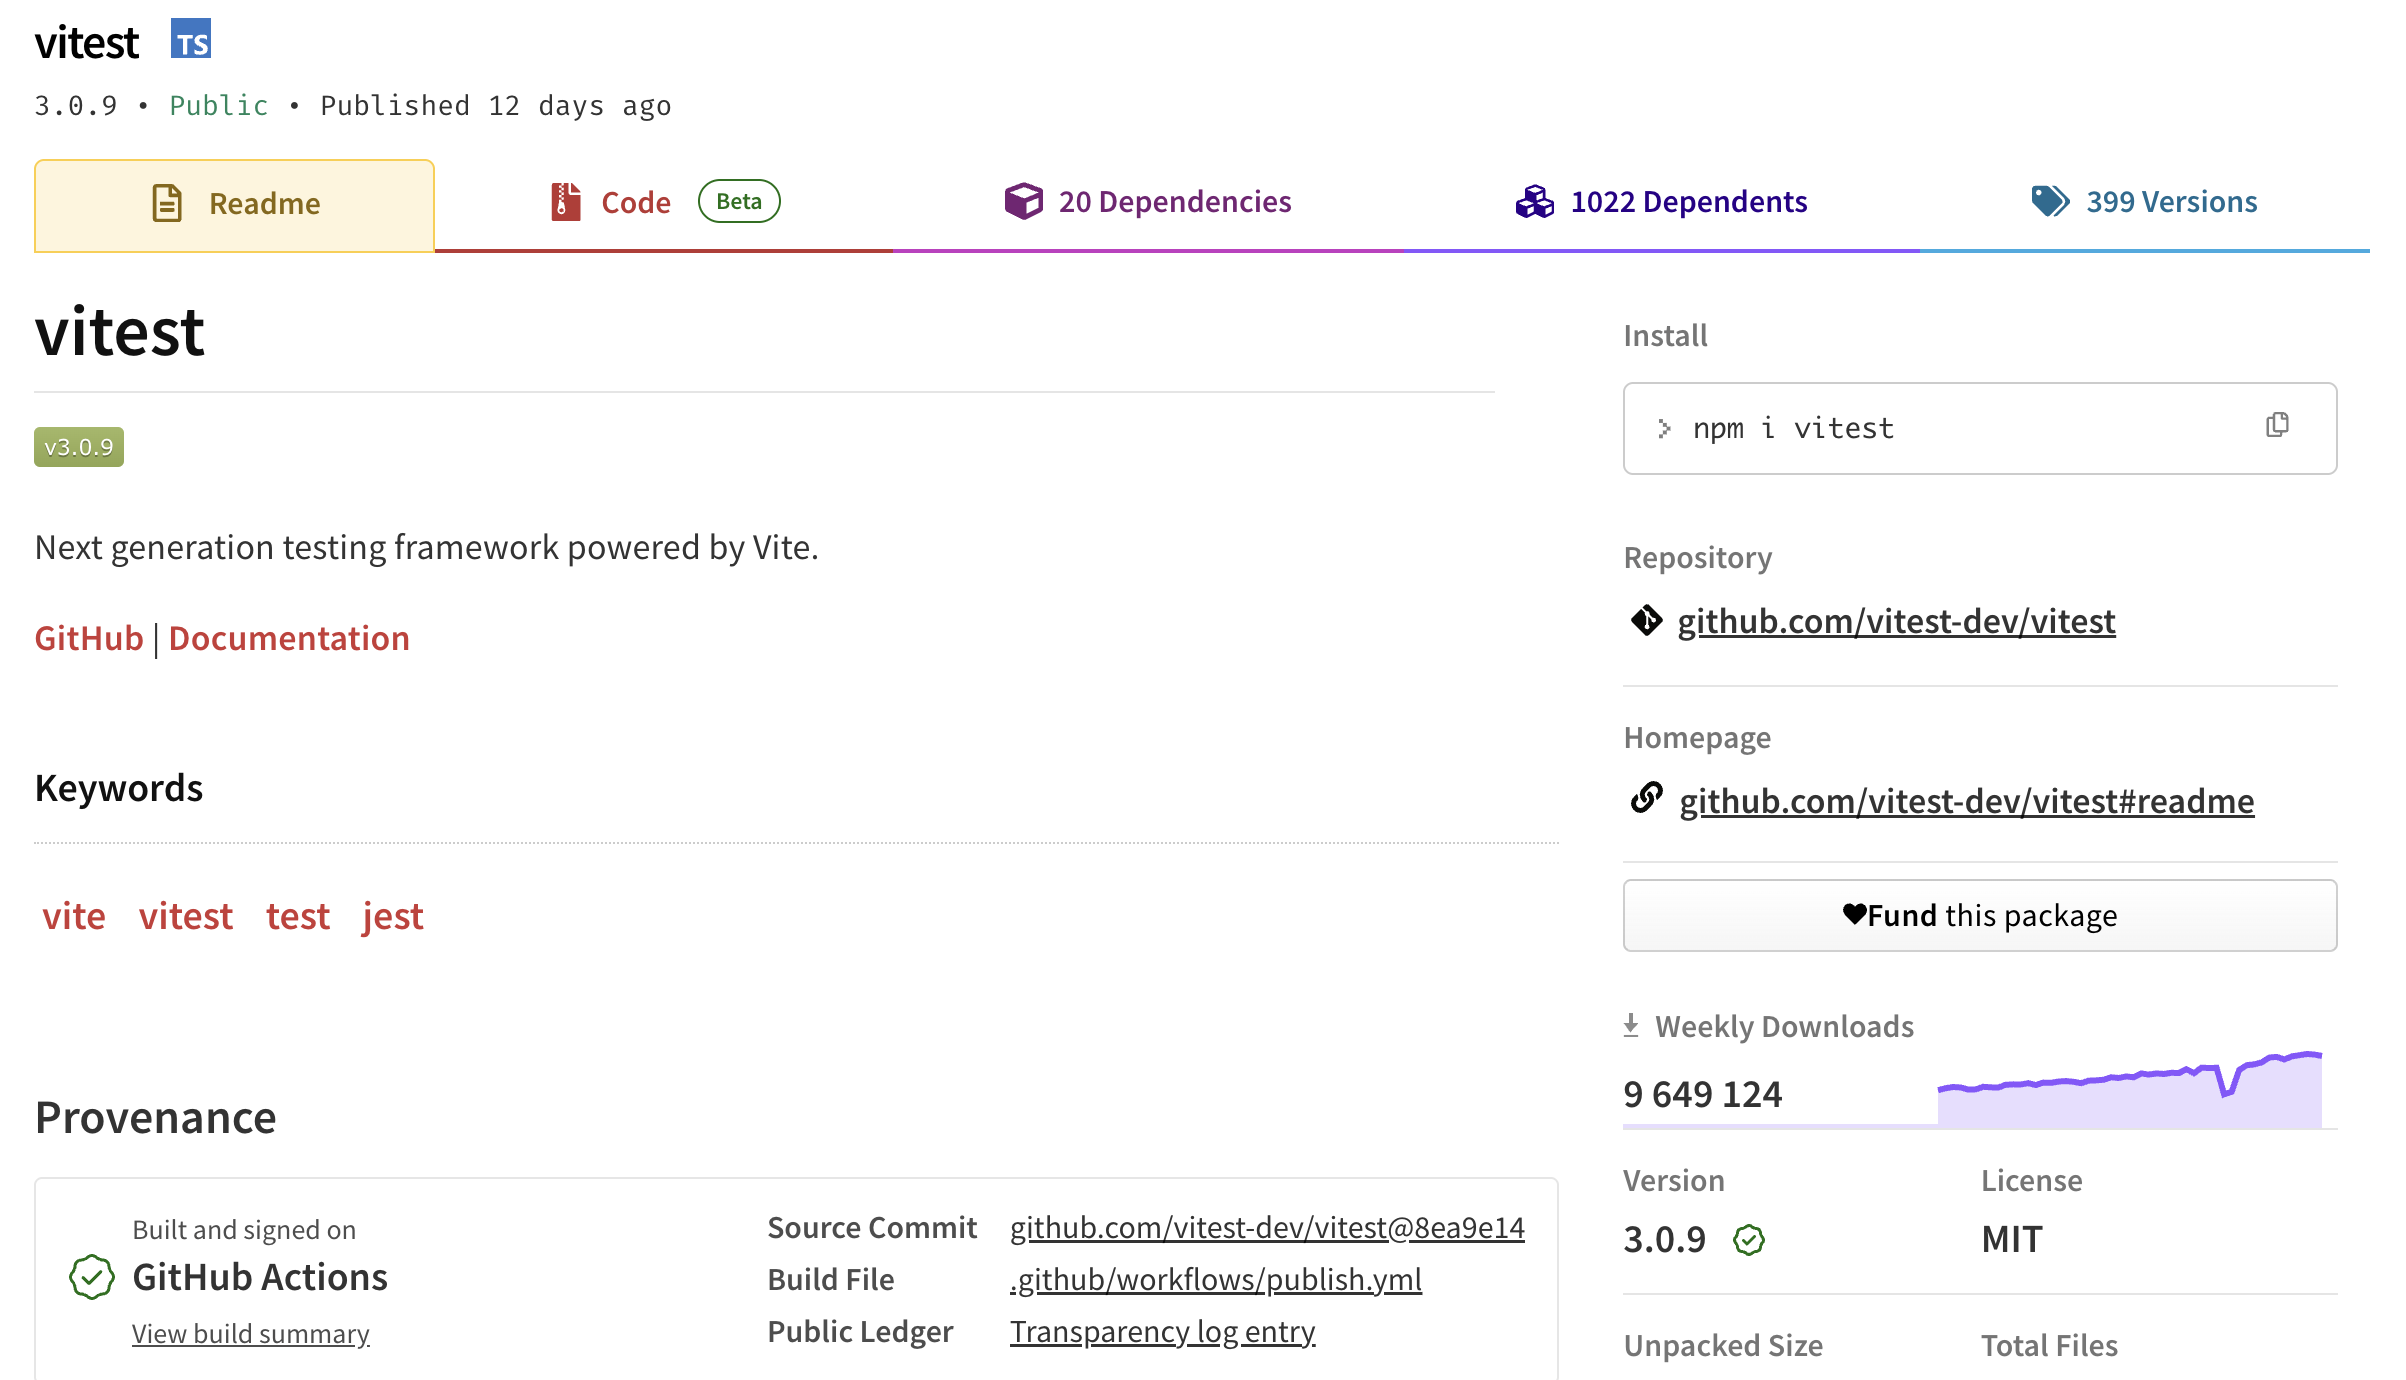 vitest TS
3.0.9 • Public • Published 12 days ago
Readme
Code Beta
20 Dependencies
1022 Dependents
399 Versions
vitest
v3.0.9
Next generation testing framework powered by Vite.
GitHub | Documentation
Keywords
vite vitest test jest
Provenance
Built and signed on
GitHub Actions
View build summary
Source Commit github.com/vitest-dev/vitest@8ea9e14
Build File .github/workflows/publish.yml
Public Ledger Transparency log entry
Install
npm i vitest
Repository
github.com/vitest-dev/vitest
Homepage
github.com/vitest-dev/vitest#readme
Fund this package
Weekly Downloads
9 649 124
Version
3.0.9
License
MIT
Unpacked Size
Total Files